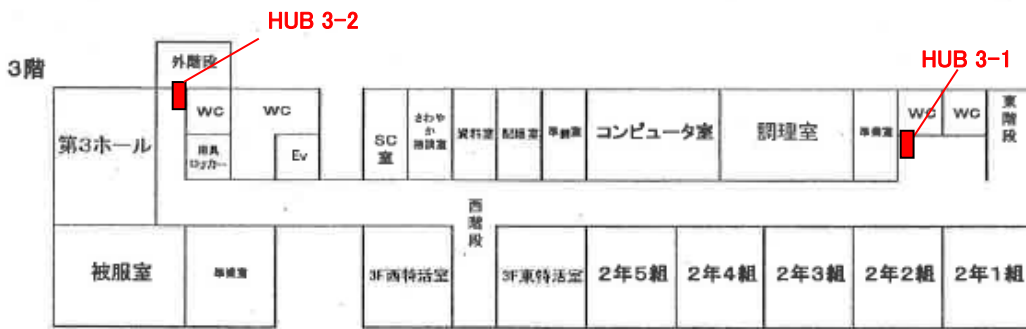 HUB 3-2
HUB 3-1
3階
外階段
WC
WC
用具
ロッカー
Ev
第3ホール
SC
室
さわや
か
相談室
資料室
配膳室
準備室
コンピュータ室
調理室
準備室
WC
WC
東階段
西階段
被服室
準備室
3F西特活室
3F東特活室
2年5組
2年4組
2年3組
2年2組
2年1組